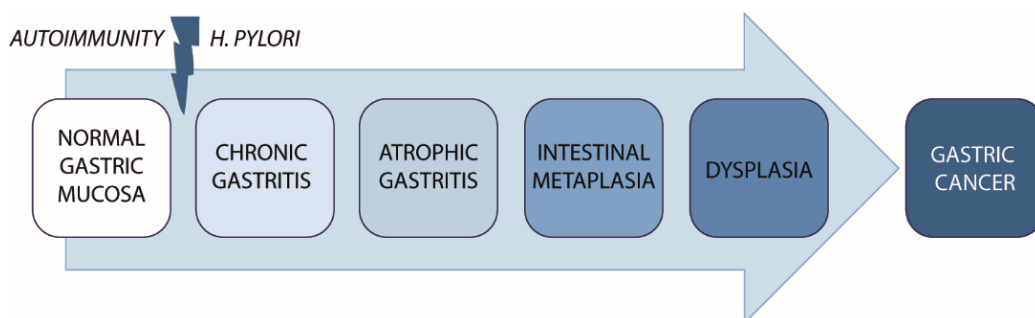 AUTOIMMUNITY
H. PYLORI
NORMAL
GASTRIC
MUCOSA
CHRONIC
GASTRITIS
ATROPHIC
GASTRITIS
INTESTINAL
METAPLASIA
DYSPLASIA
GASTRIC
CANCER